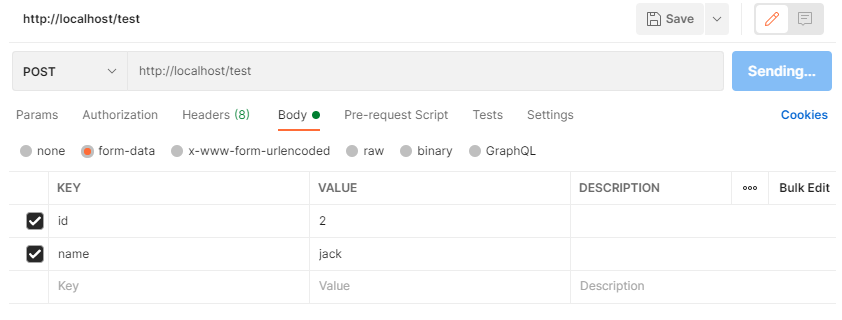 http://localhost/test Save
POST http://localhost/test Sending...
Params Authorization Headers (8) Body Pre-request Script Tests Settings Cookies
none form-data x-www-form-urlencoded raw binary GraphQL
KEY VALUE DESCRIPTION ooo Bulk Edit
id 2
name jack
Key Value Description